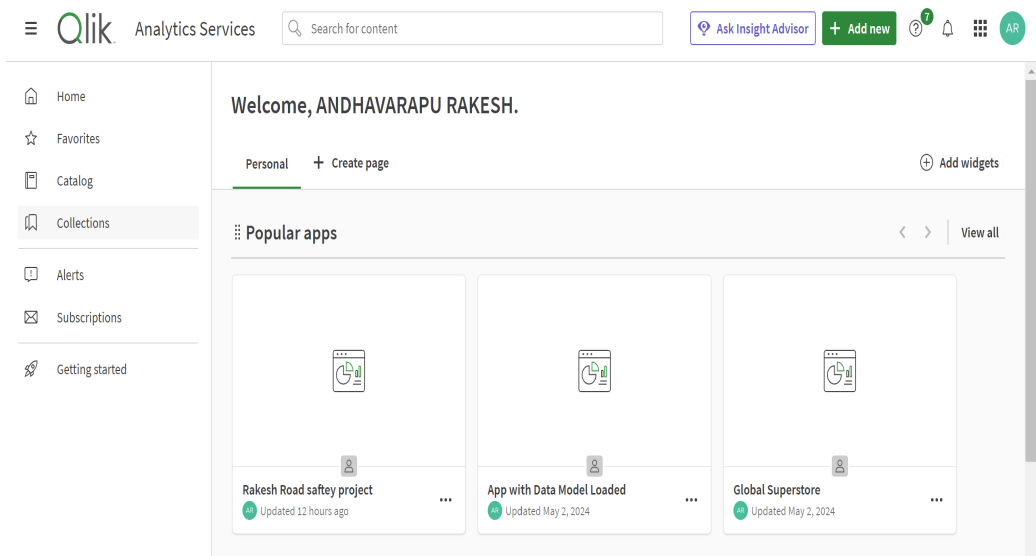 Qlik Analytics Services
Search for content
Ask Insight Advisor
+ Add new
7
AR
Home
Favorites
Catalog
Collections
Alerts
Subscriptions
Getting started
Welcome, ANDHAVARAPU RAKESH.
Personal
+ Create page
Add widgets
Popular apps
View all
Rakesh Road saftey project
AR Updated 12 hours ago
App with Data Model Loaded
AR Updated May 2, 2024
Global Superstore
AR Updated May 2, 2024